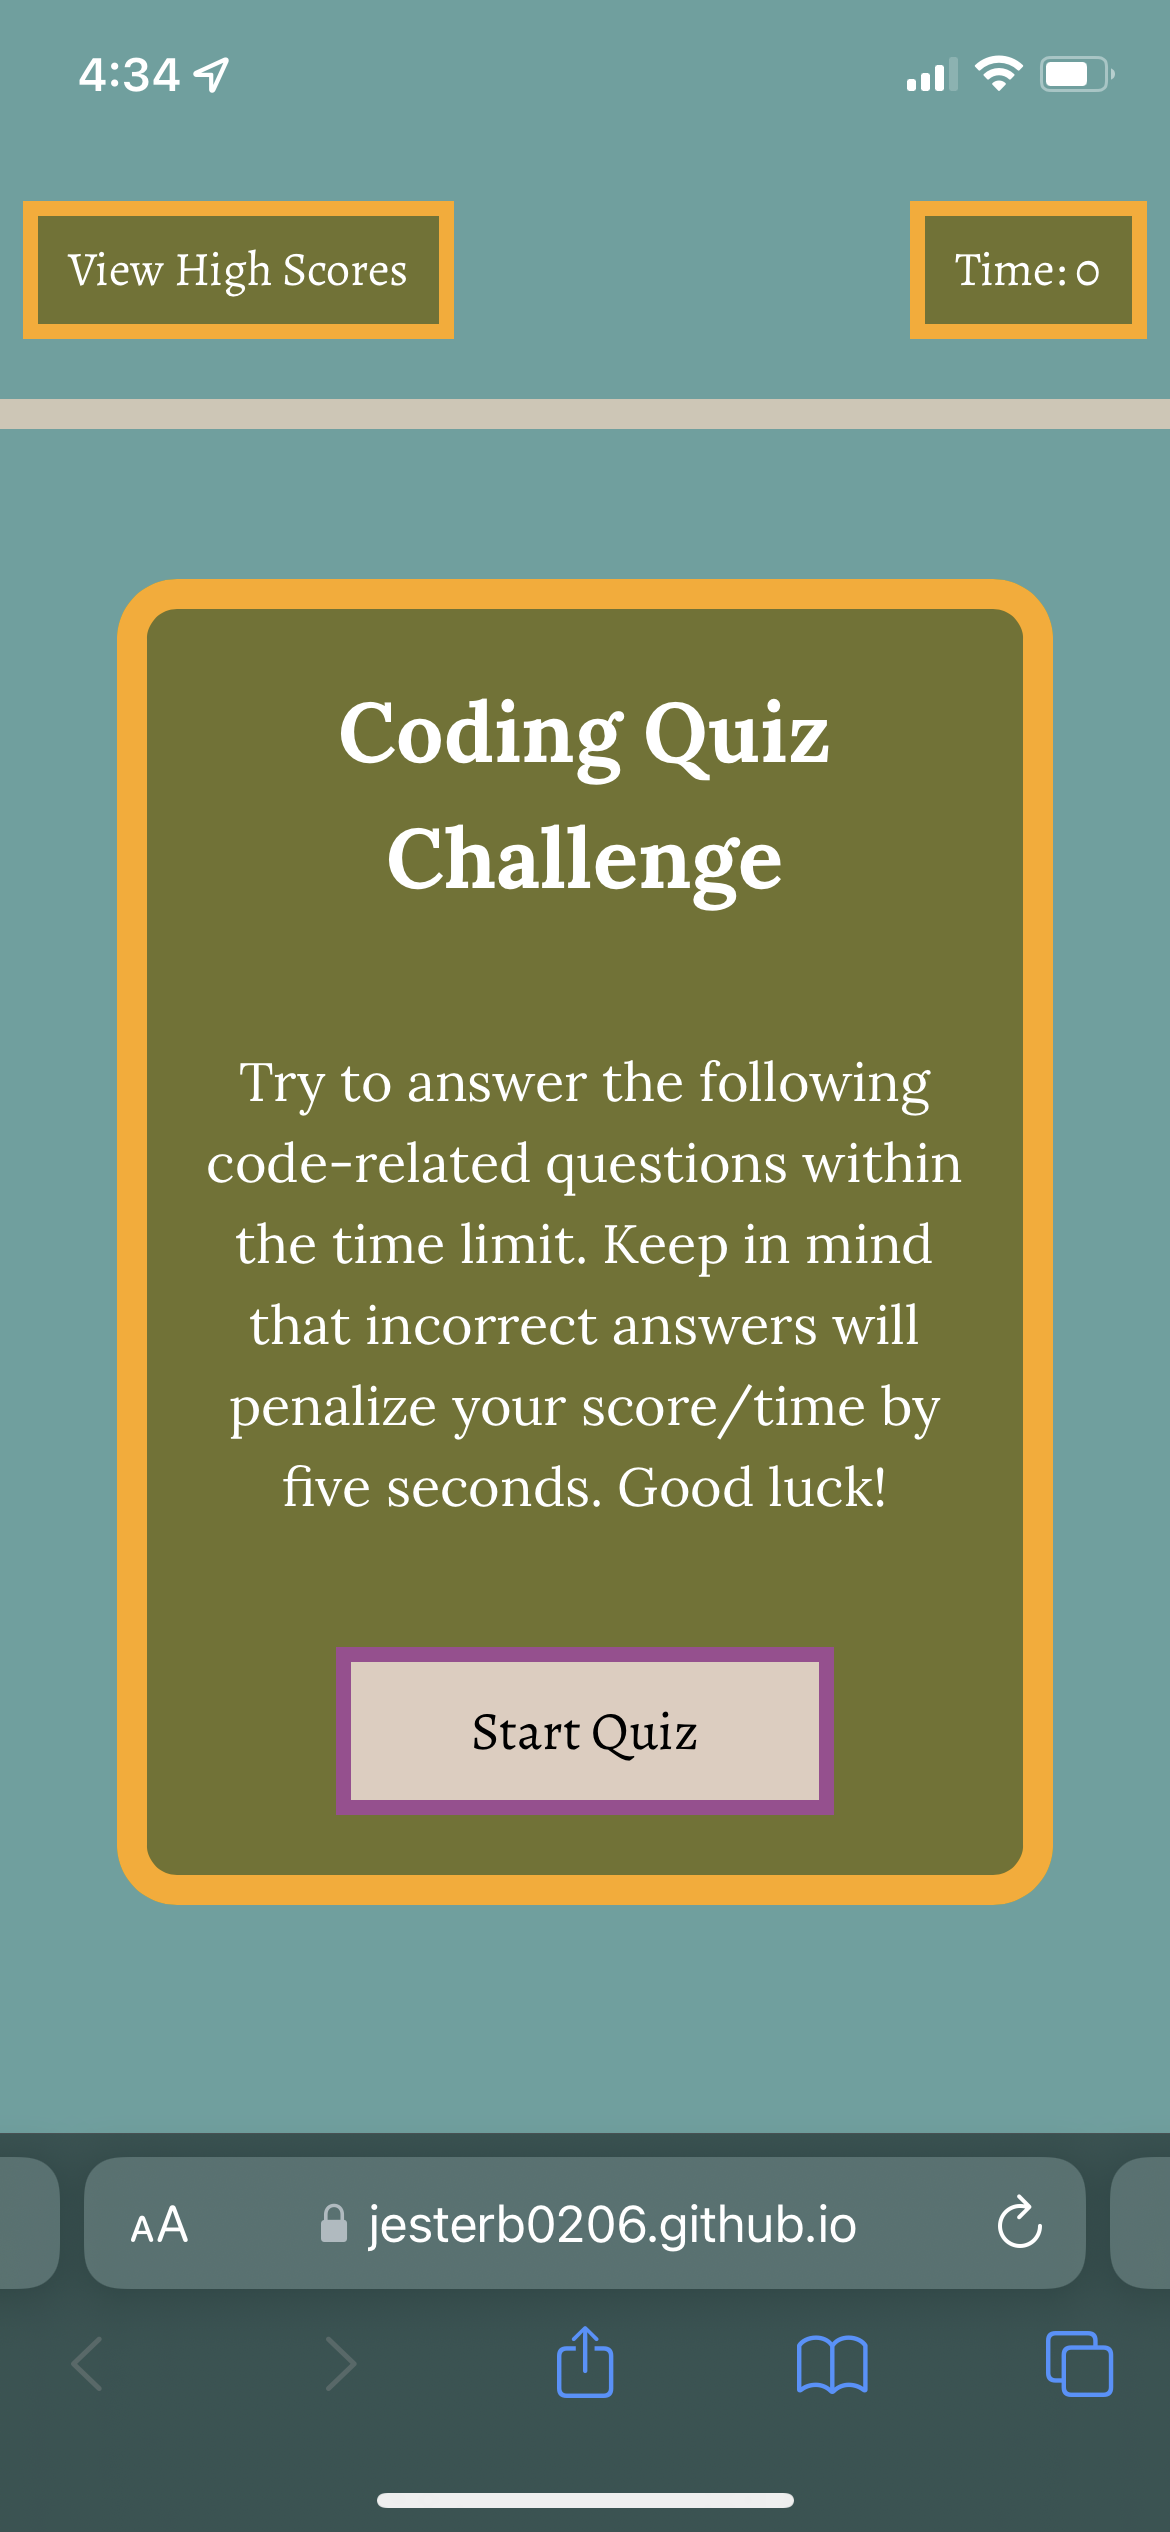 4:34
View High Scores
Time: 0
Coding Quiz
Challenge
Try to answer the following
code-related questions within
the time limit. Keep in mind
that incorrect answers will
penalize your score/time by
five seconds. Good luck!
Start Quiz
AA jesterb0206.github.io